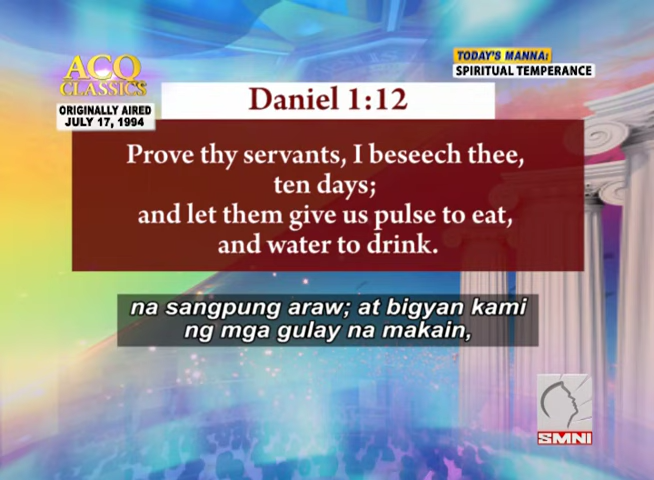 ACQ
CLASSICS
ORIGINALLY AIRED
JULY 17, 1994
TODAY'S MANNA:
SPIRITUAL TEMPERANCE
Daniel 1:12
Prove thy servants, I beseech thee,
ten days;
and let them give us pulse to eat,
and water to drink.
na sangpung araw; at bigyan kami
ng mga gulay na makain,
SMNI